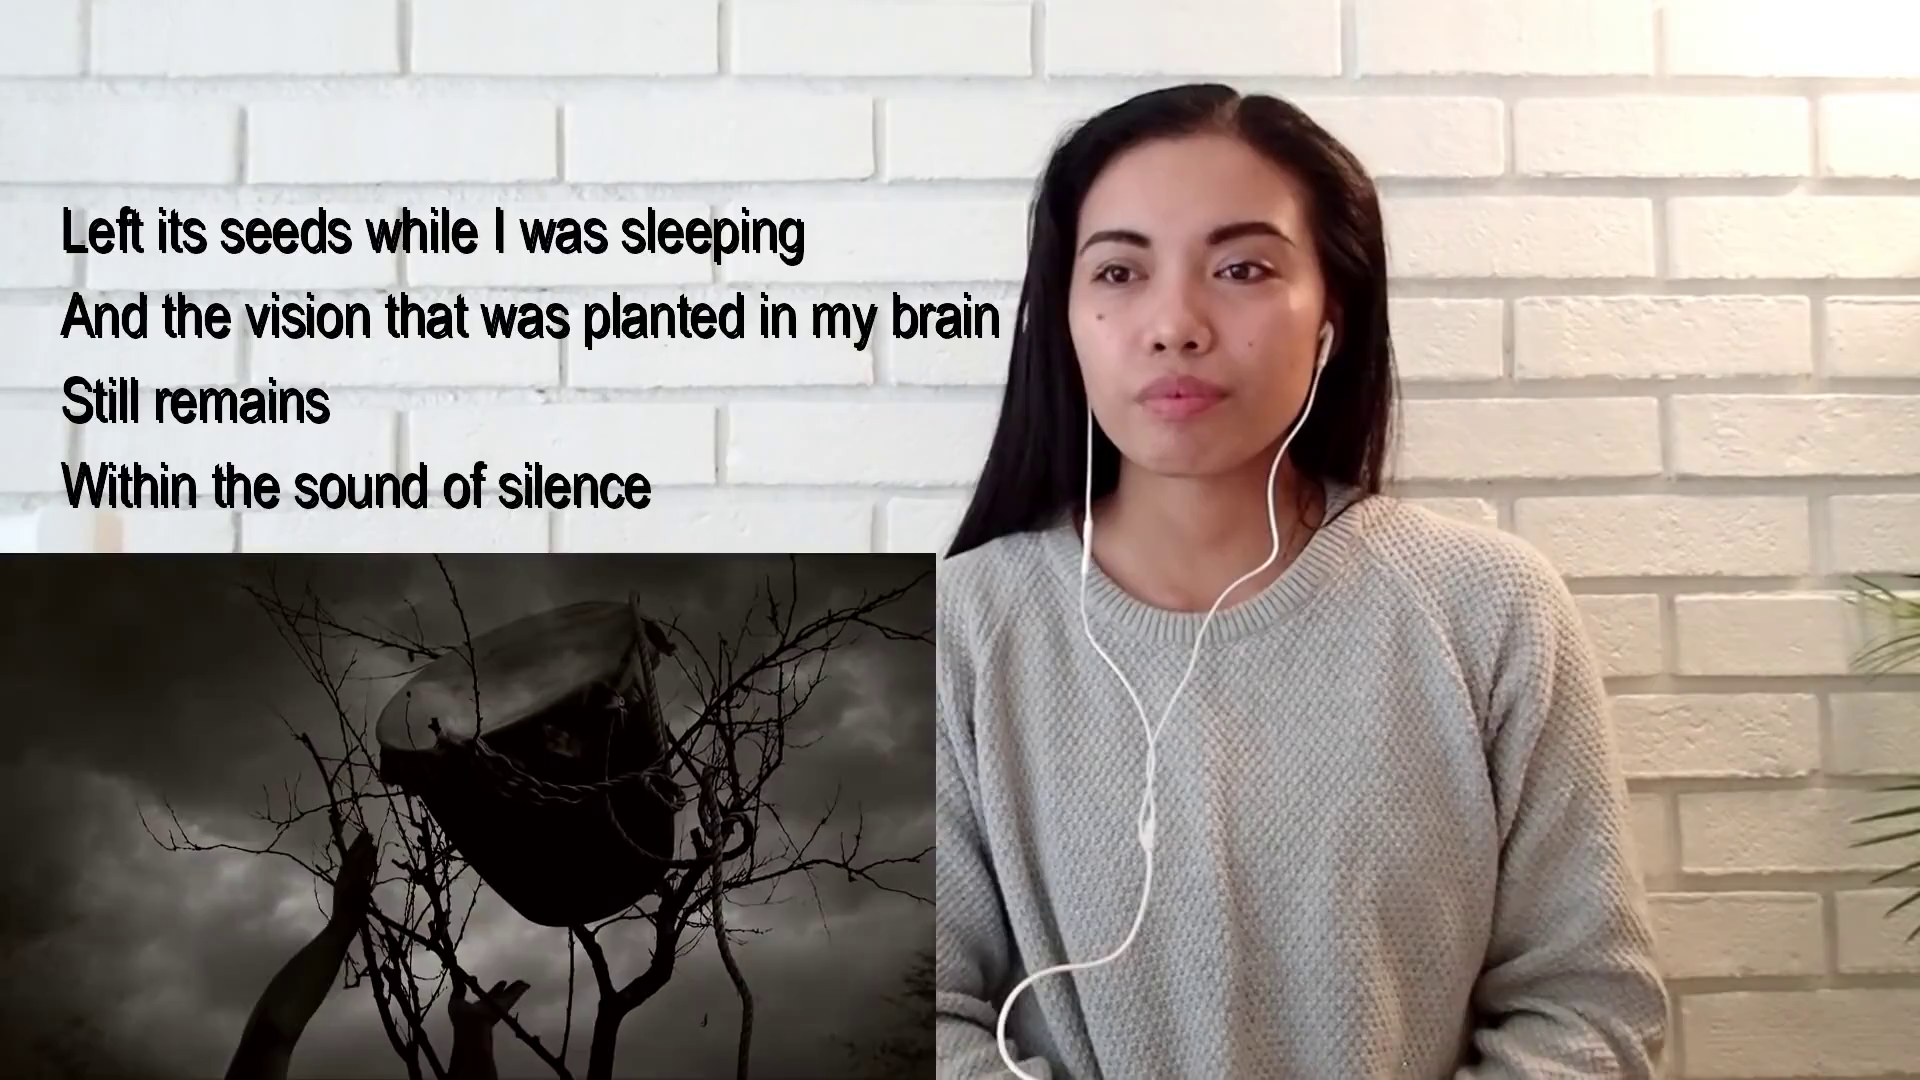 Left its seeds while I was sleeping
And the vision that was planted in my brain
Still remains
Within the sound of silence